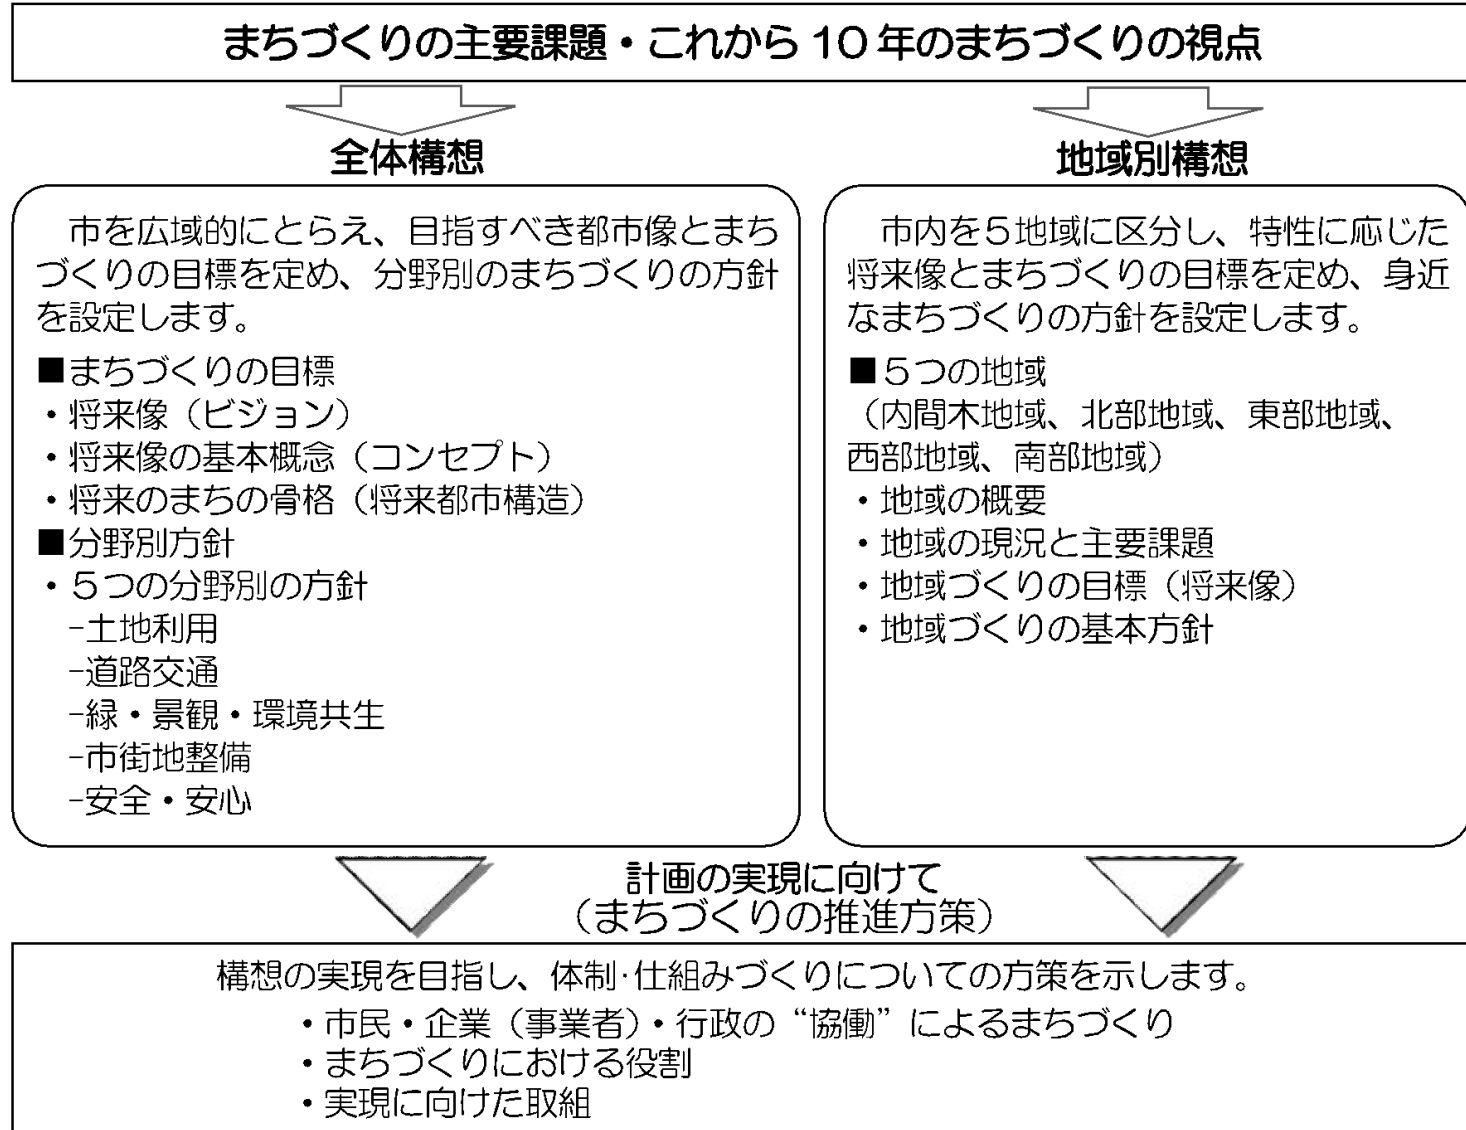 まちづくりの主要課題・これから10年のまちづくりの視点
全体構想
市を広域的にとらえ、目指すべき都市像とまち
づくりの目標を定め、分野別のまちづくりの方針
を設定します。
■まちづくりの目標
・将来像（ビジョン）
・将来像の基本概念（コンセプト）
・将来のまちの骨格（将来都市構造）
■分野別方針
・５つの分野別の方針
-土地利用
-道路交通
-緑・景観・環境共生
-市街地整備
-安全・安心
地域別構想
市内を５地域に区分し、特性に応じた
将来像とまちづくりの目標を定め、身近
なまちづくりの方針を設定します。
■５つの地域
（内間木地域、北部地域、東部地域、
西部地域、南部地域）
・地域の概要
・地域の現況と主要課題
・地域づくりの目標（将来像）
・地域づくりの基本方針
計画の実現に向けて
（まちづくりの推進方策）
構想の実現を目指し、体制･仕組みづくりについての方策を示します。
・市民・企業（事業者）・行政の“協働”によるまちづくり
・まちづくりにおける役割
・実現に向けた取組